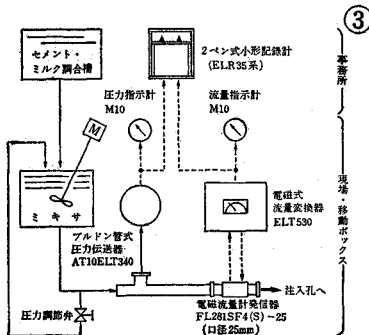 ③
セメント・
ミルク調合槽
2ペン式小形記録計
(ELR35系)
圧力指示計
M10
流量指示計
M10
事務所
M
ミキサ
ブルドン管式
圧力伝送器
AT10ELT340
電磁式
流量変換器
ELT530
現場・移動ボックス
圧力調節弁
注入孔へ
電磁流量計発信器
FL281SF4(S)~25
(口径25mm)